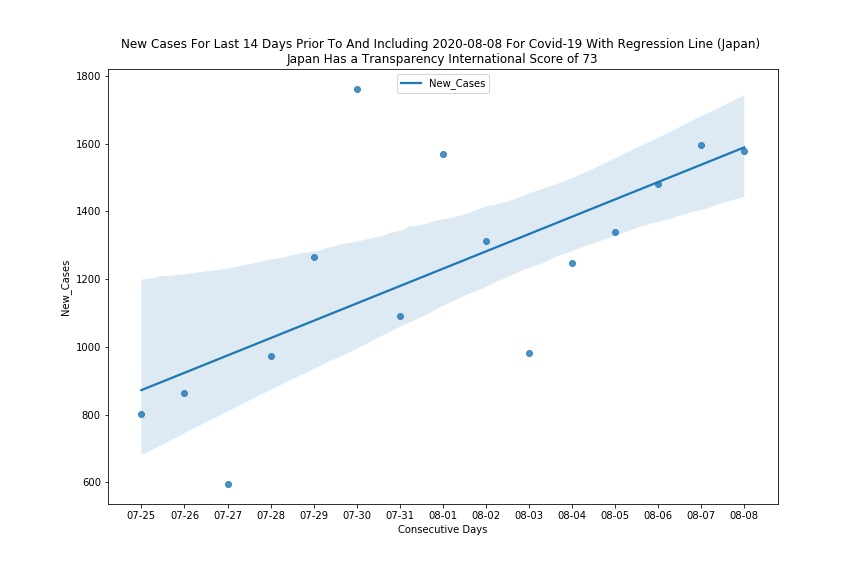 New Cases For Last 14 Days Prior To And Including 2020-08-08 For Covid-19 With Regression Line (Japan)
Japan Has a Transparency International Score of 73
New_Cases
1800
1600
1400
1200
1000
800
600
New_Cases
07-25 07-26 07-27 07-28 07-29 07-30 07-31 08-01 08-02 08-03 08-04 08-05 08-06 08-07 08-08
Consecutive Days